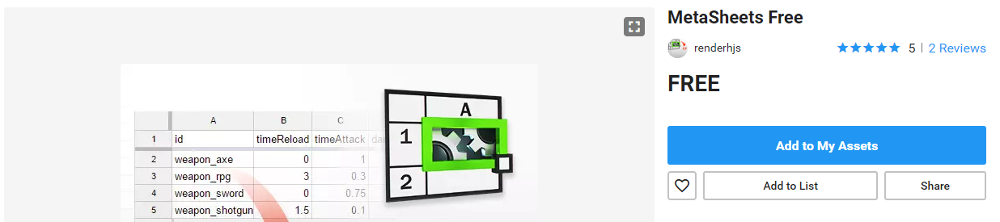 MetaSheets Free
renderhjs
5 | 2 Reviews
FREE
Add to My Assets
Add to List
Share
A B C
1 id timeReload timeAttack
2 weapon_axe 0 1
3 weapon_rpg 3 0.3
4 weapon_sword 0 0.75
5 weapon_shotgun 1.5 0.1
A
1
2